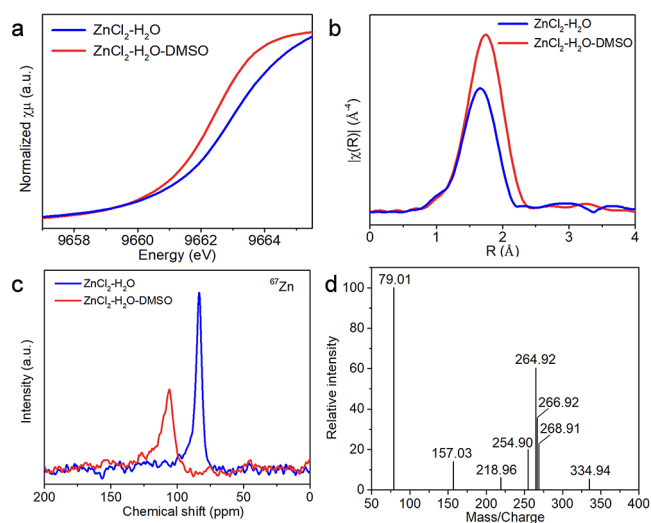 a
ZnCl₂-H₂O
ZnCl₂-H₂O-DMSO
Normalized χμ (a.u.)
9658 9660 9662 9664
Energy (eV)
b
ZnCl₂-H₂O
ZnCl₂-H₂O-DMSO
|χ(R)| (Å⁻⁴)
0 1 2 3 4
R (Å)
c
ZnCl₂-H₂O
ZnCl₂-H₂O-DMSO
⁶⁷Zn
Intensity (a.u.)
200 150 100 50 0
Chemical shift (ppm)
d
Relative intensity
100
80
60
40
20
0
79.01
264.92
266.92
268.91
254.90
157.03
218.96
334.94
50 100 150 200 250 300 350 400
Mass/Charge